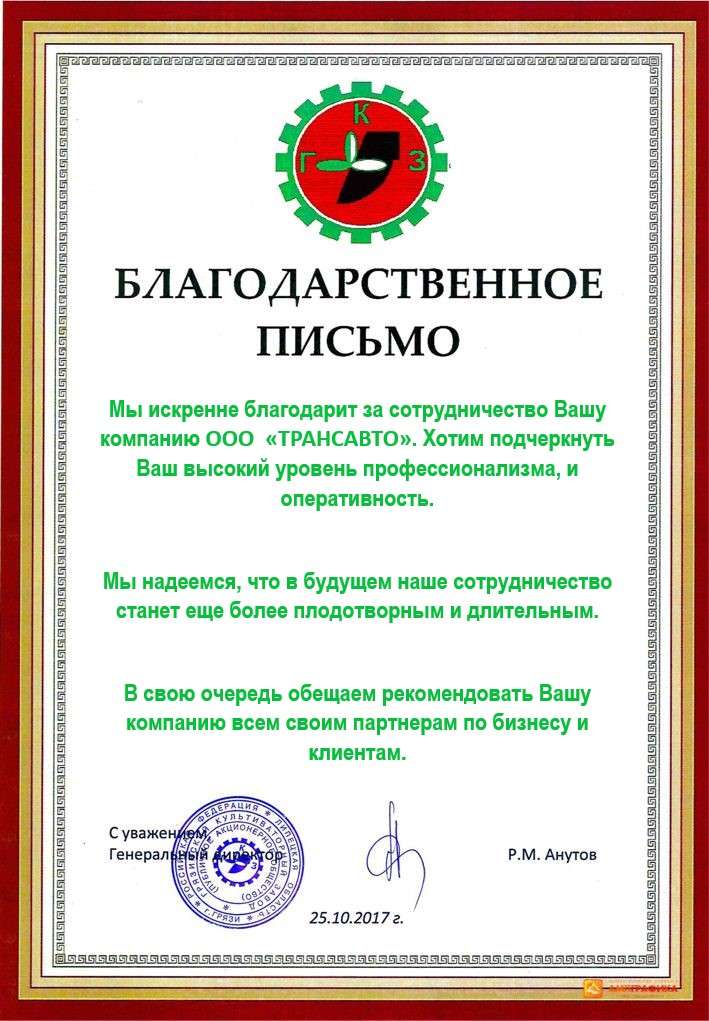 К
Г З
БЛАГОДАРСТВЕННОЕ
ПИСЬМО
Мы искренне благодарит за сотрудничество Вашу
компанию ООО «ТРАНСАВТО». Хотим подчеркнуть
Ваш высокий уровень профессионализма, и
оперативность.
Мы надеемся, что в будущем наше сотрудничество
станет еще более плодотворным и длительным.
В свою очередь обещаем рекомендовать Вашу
компанию всем своим партнерам по бизнесу и
клиентам.
С уважением,
Генеральный директор
Р.М. Анутов
РОССИЙСКАЯ ФЕДЕРАЦИЯ * ЛИПЕЦКАЯ ОБЛАСТЬ * г. ГРЯЗИ *
ГРЯЗИНСКИЙ КУЛЬТИВАТОРНЫЙ ЗАВОД *
(ПУБЛИЧНОЕ АКЦИОНЕРНОЕ ОБЩЕСТВО)
К
З
25.10.2017 г.